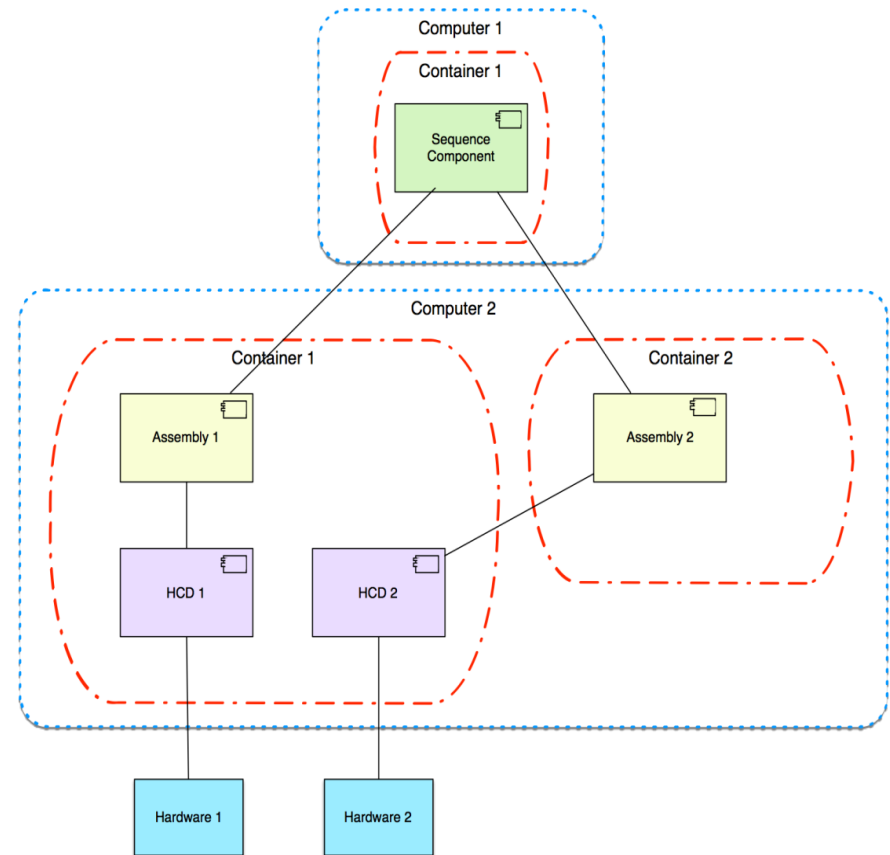 Computer 1
Container 1
Sequence
Component
Computer 2
Container 1
Container 2
Assembly 1
Assembly 2
HCD 1
HCD 2
Hardware 1
Hardware 2